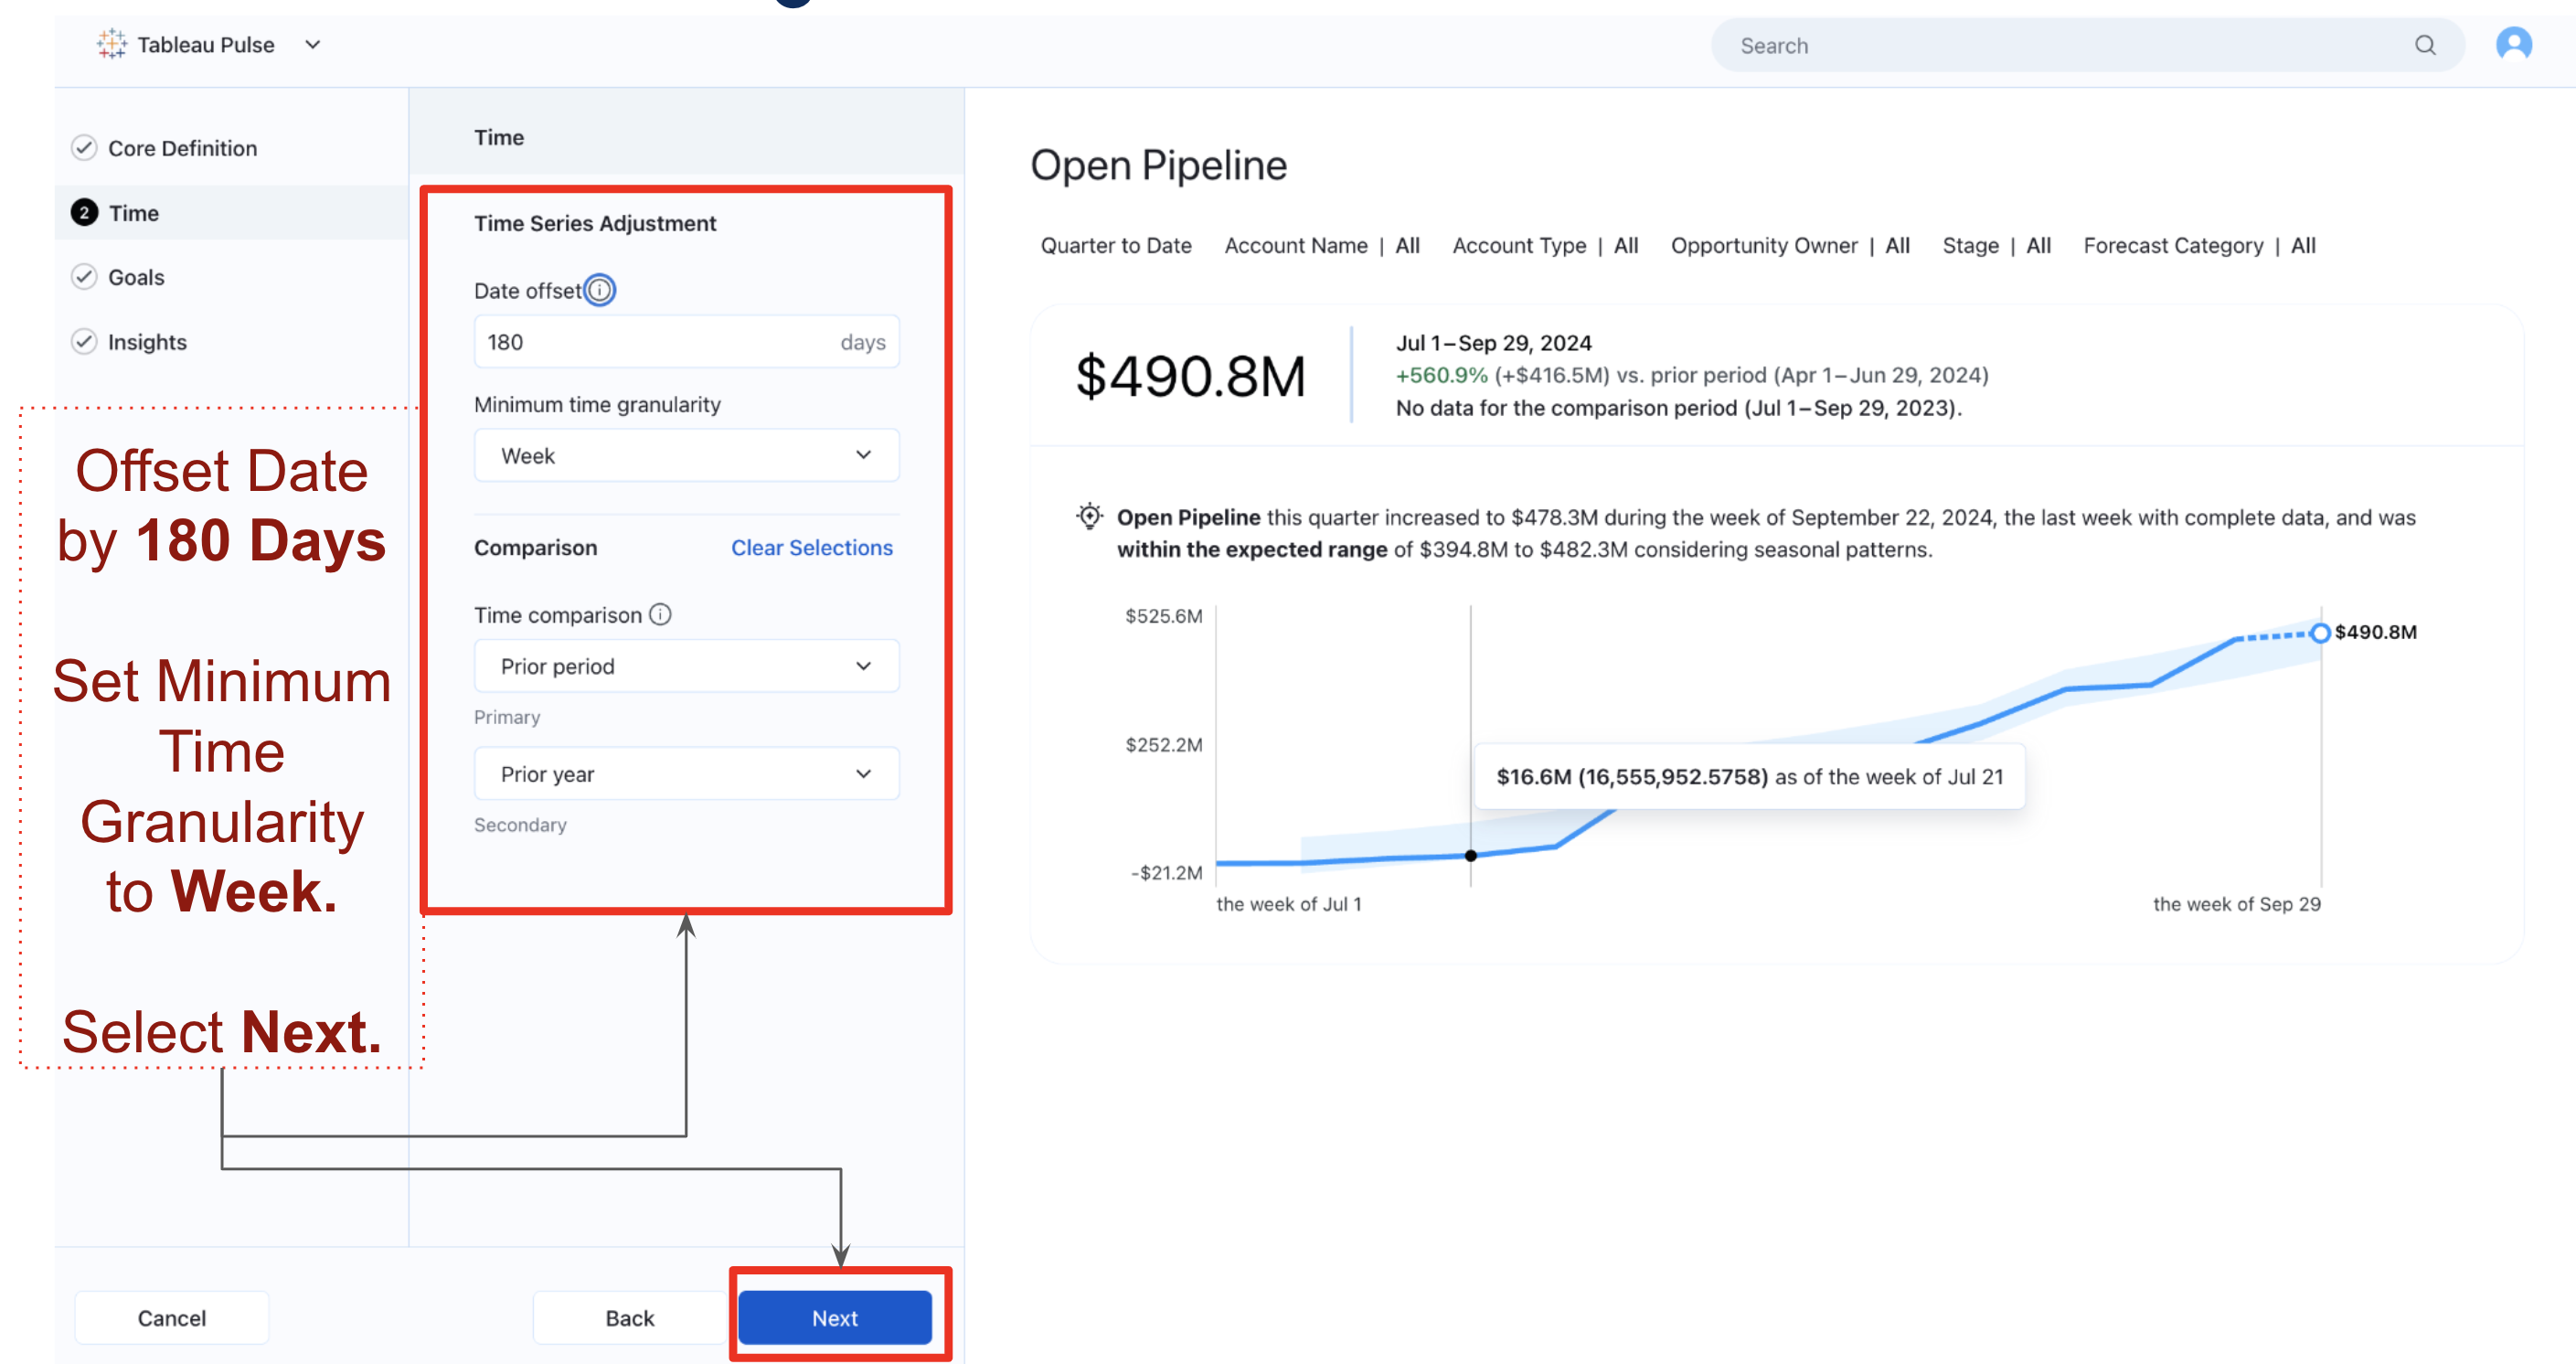 Tableau Pulse
Search
Core Definition
2 Time
Goals
Insights
Offset Date
by 180 Days
Set Minimum
Time
Granularity
to Week.
Select Next.
Time
Time Series Adjustment
Date offset
180 days
Minimum time granularity
Week
Comparison Clear Selections
Time comparison
Prior period
Primary
Prior year
Secondary
Cancel
Back
Next
Open Pipeline
Quarter to Date Account Name | All Account Type | All Opportunity Owner | All Stage | All Forecast Category | All
$490.8M
Jul 1–Sep 29, 2024
+560.9% (+$416.5M) vs. prior period (Apr 1–Jun 29, 2024)
No data for the comparison period (Jul 1–Sep 29, 2023).
Open Pipeline this quarter increased to $478.3M during the week of September 22, 2024, the last week with complete data, and was
within the expected range of $394.8M to $482.3M considering seasonal patterns.
$525.6M
$490.8M
$252.2M
$16.6M (16,555,952.5758) as of the week of Jul 21
-$21.2M
the week of Jul 1
the week of Sep 29